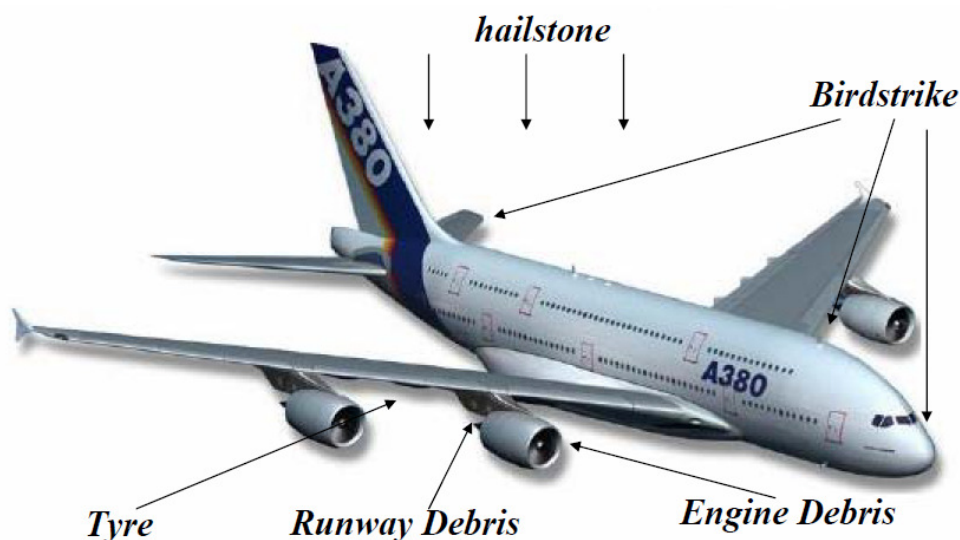 hailstone
Birdstrike
A380
A380
Tyre
Runway Debris
Engine Debris